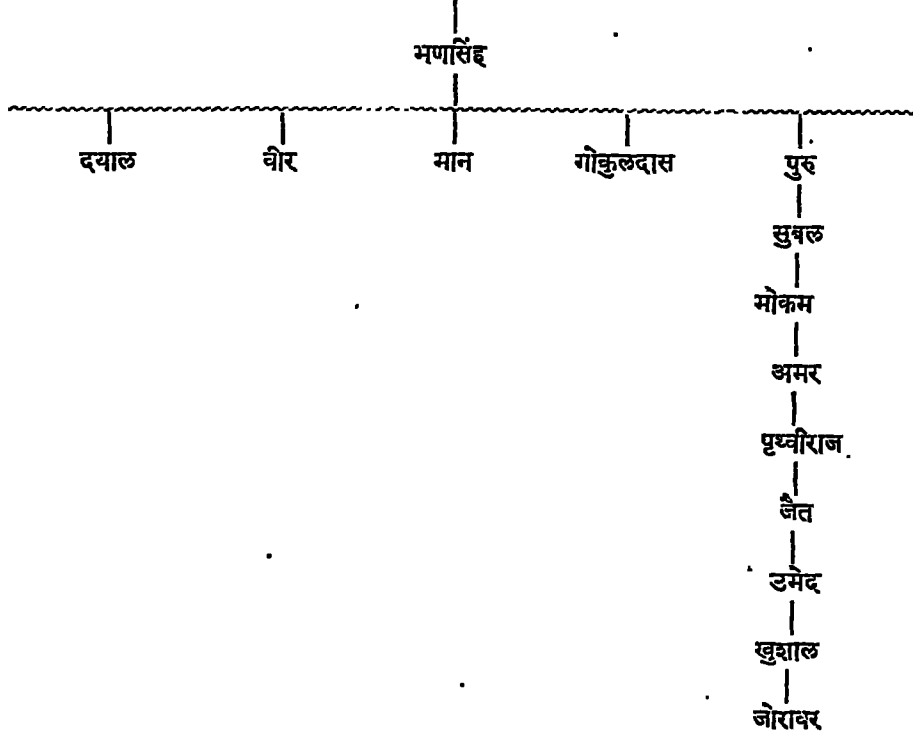 भणसिंह
दयाल वीर मान गोकुलदास पुरु
सुबल
मोकम
अमर
पृथ्वीराज
जैत
उमेद
खुशाल
जोरावर